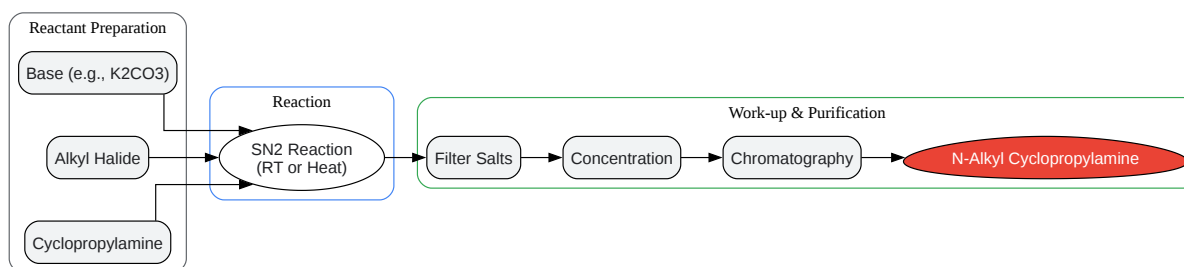 Reactant Preparation
Base (e.g., K2CO3)
Alkyl Halide
Cyclopropylamine
Reaction
SN2 Reaction
(RT or Heat)
Work-up & Purification
Filter Salts
Concentration
Chromatography
N-Alkyl Cyclopropylamine